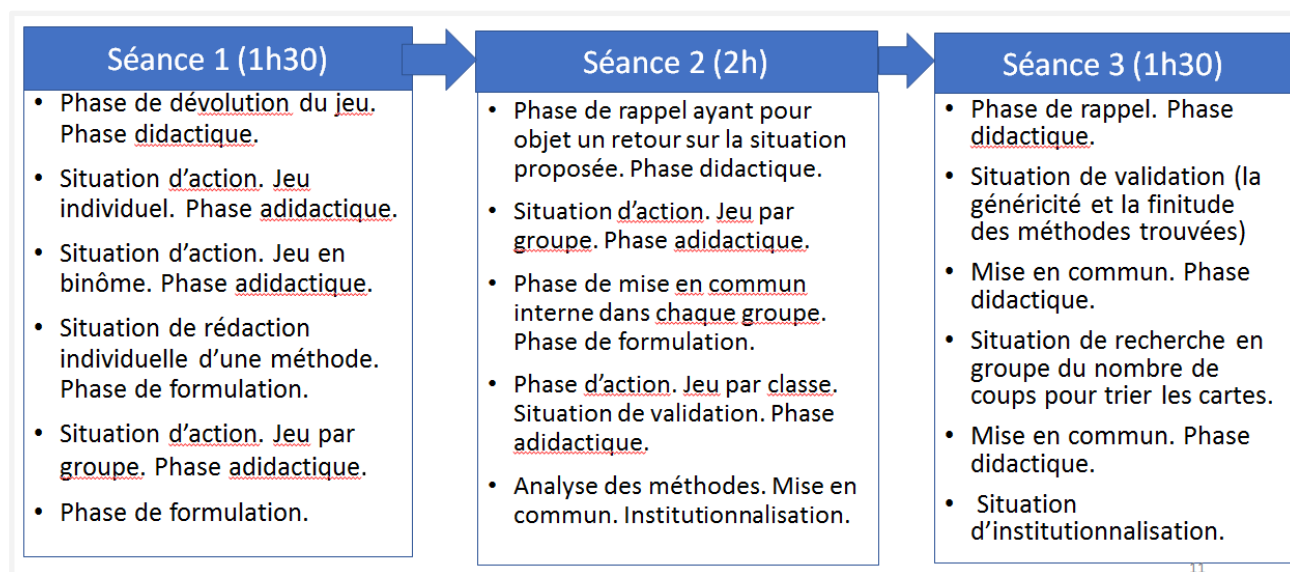 Séance 1 (1h30)
• Phase de dévolution du jeu.
Phase didactique.
• Situation d’action. Jeu
individuel. Phase adidactique.
• Situation d’action. Jeu en
binôme. Phase adidactique.
• Situation de rédaction
individuelle d’une méthode.
Phase de formulation.
• Situation d’action. Jeu par
groupe. Phase adidactique.
• Phase de formulation.
Séance 2 (2h)
• Phase de rappel ayant pour
objet un retour sur la situation
proposée. Phase didactique.
• Situation d’action. Jeu par
groupe. Phase adidactique.
• Phase de mise en commun
interne dans chaque groupe.
Phase de formulation.
• Phase d’action. Jeu par classe.
Situation de validation. Phase
adidactique.
• Analyse des méthodes. Mise en
commun. Institutionnalisation.
Séance 3 (1h30)
• Phase de rappel. Phase
didactique.
• Situation de validation (la
généricité et la finitude
des méthodes trouvées)
• Mise en commun. Phase
didactique.
• Situation de recherche en
groupe du nombre de
coups pour trier les cartes.
• Mise en commun. Phase
didactique.
• Situation
d’institutionnalisation.
11